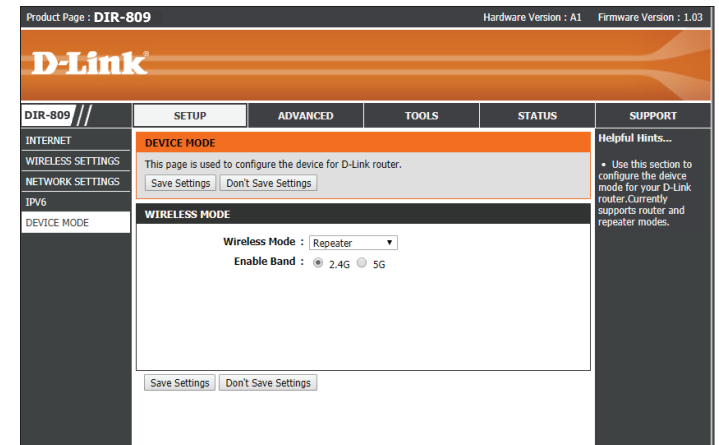 Product Page : DIR-809 Hardware Version : A1 Firmware Version : 1.03
D-Link®
DIR-809 // SETUP ADVANCED TOOLS STATUS SUPPORT
INTERNET
WIRELESS SETTINGS
NETWORK SETTINGS
IPV6
DEVICE MODE
DEVICE MODE
This page is used to configure the device for D-Link router.
Save Settings Don't Save Settings
WIRELESS MODE
Wireless Mode : Repeater
Enable Band : 2.4G 5G
Save Settings Don't Save Settings
Helpful Hints...
• Use this section to
configure the deivce
mode for your D-Link
router.Currently
supports router and
repeater modes.